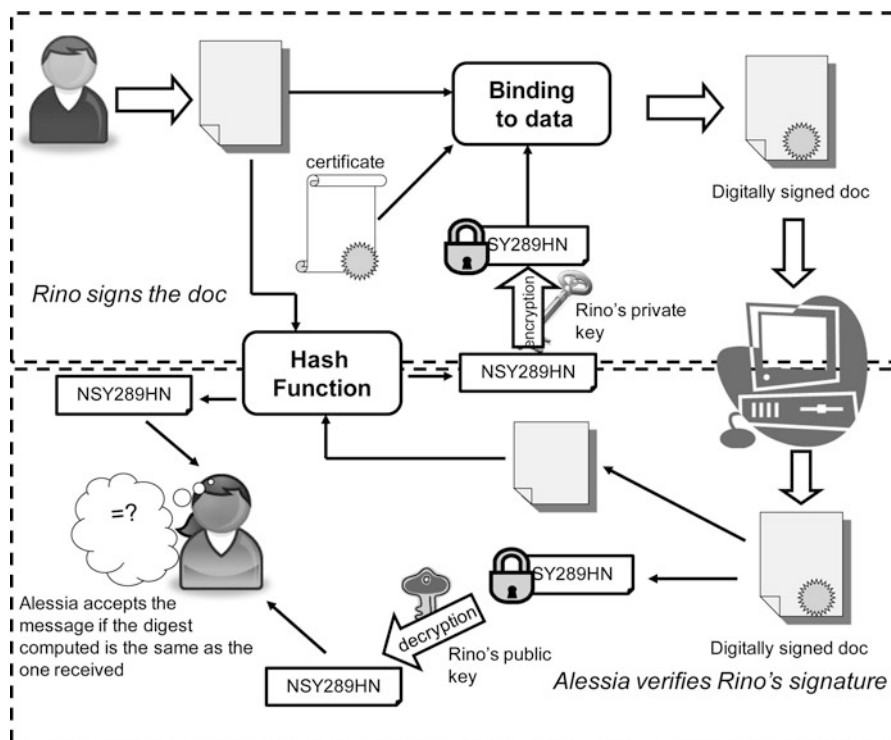 Binding
to data
certificate
SY289HN
Digitally signed doc
encryption
Rino's private
key
Rino signs the doc
Hash
Function
NSY289HN
NSY289HN
=?
SY289HN
decryption
Rino's public
key
Alessia accepts the
message if the digest
computed is the same as the
one received
NSY289HN
Digitally signed doc
Alessia verifies Rino's signature